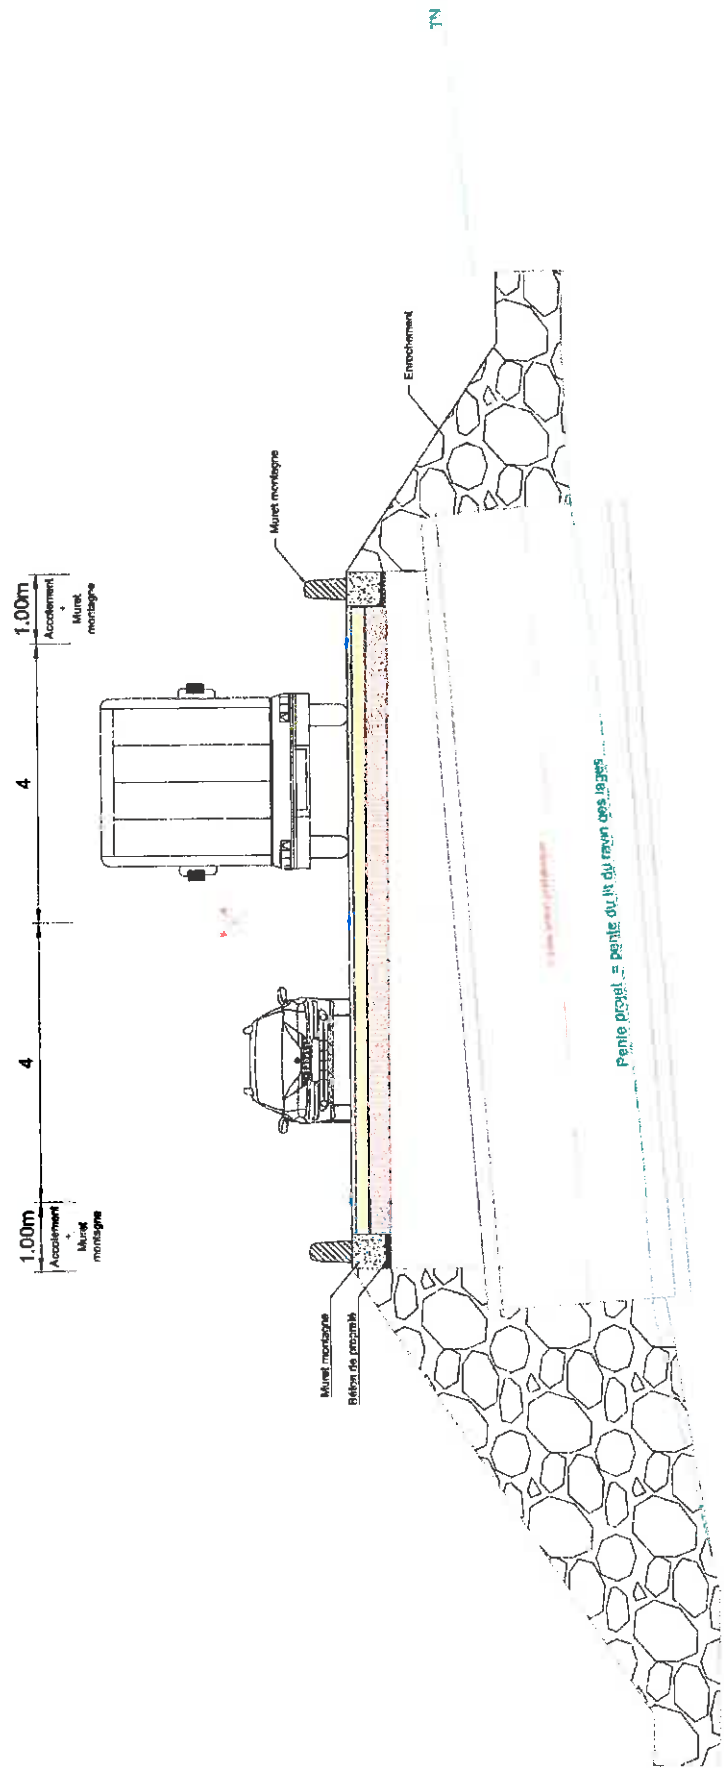 1.00m
Accotement
+
Muret
montagne
4
4
1.00m
Accotement
+
Muret
montagne
Muret montagne
Béton de propreté
Muret montagne
Enrochement
TN
Pente projet = pente du lit du ravin des sables